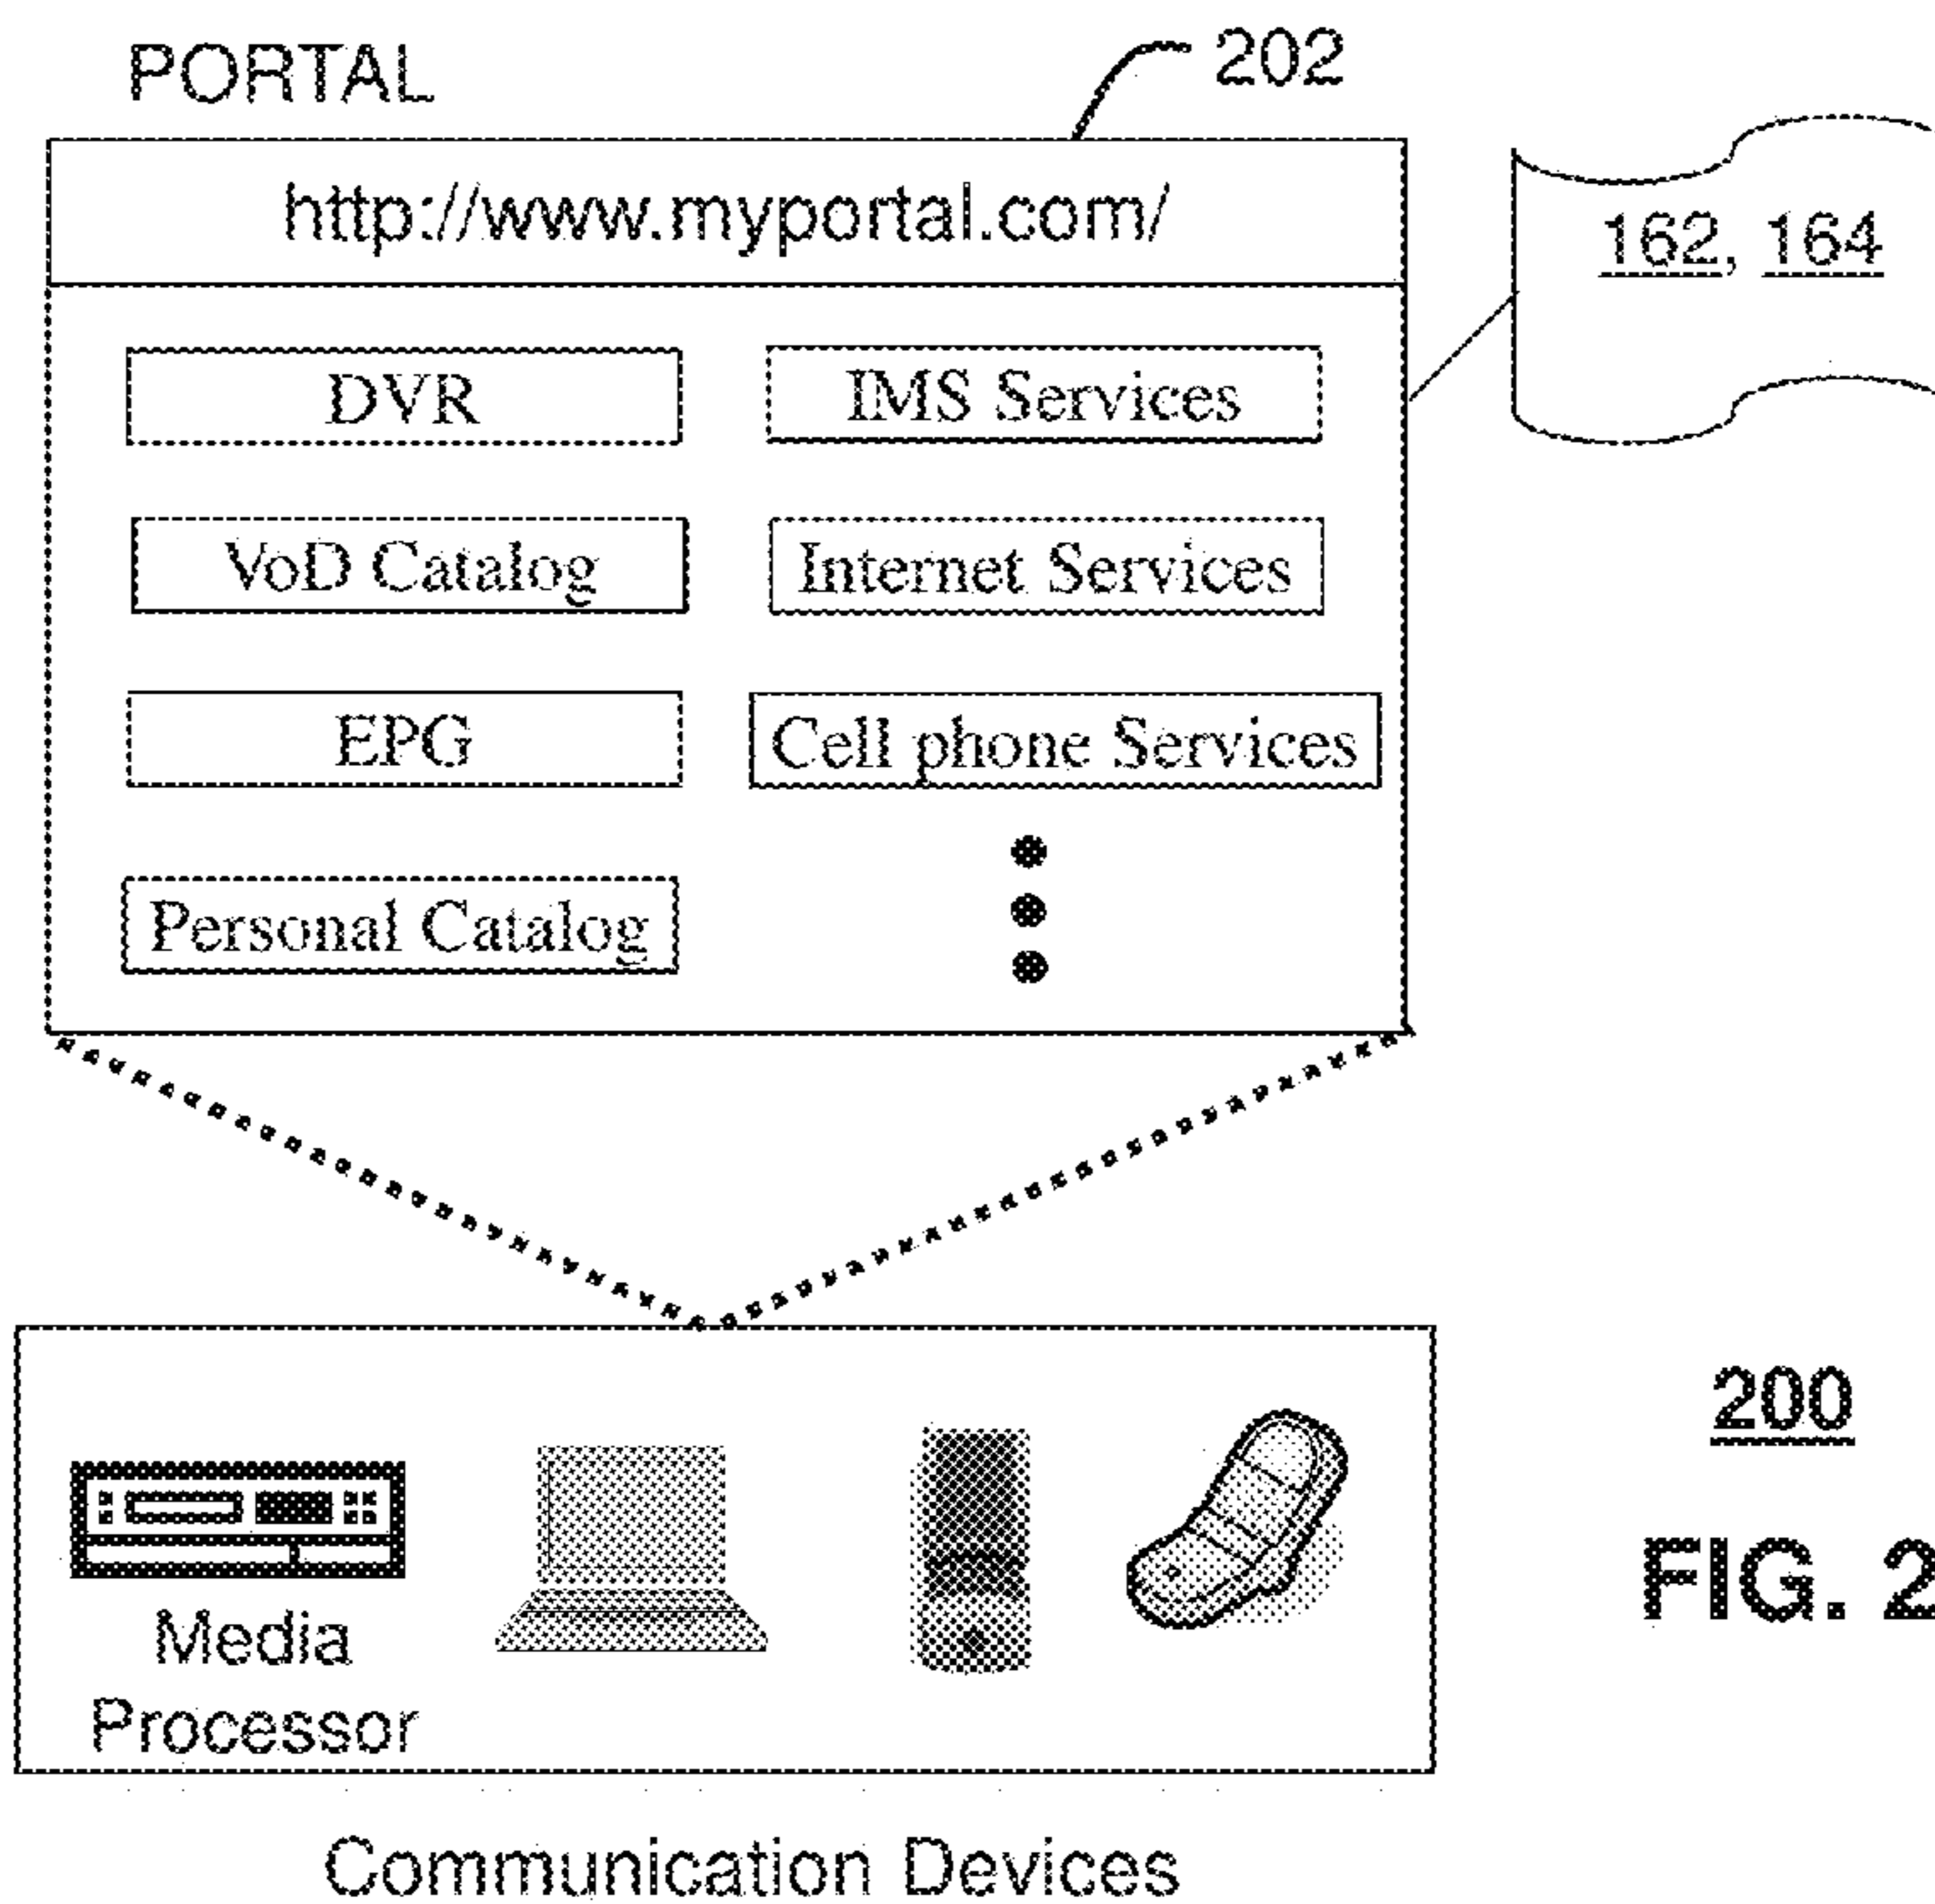 PORTAL
202
http://www.myportal.com/
162, 164
DVR
IMS Services
VoD Catalog
Internet Services
EPG
Cell phone Services
Personal Catalog
Media
Processor
200
FIG. 2
Communication Devices